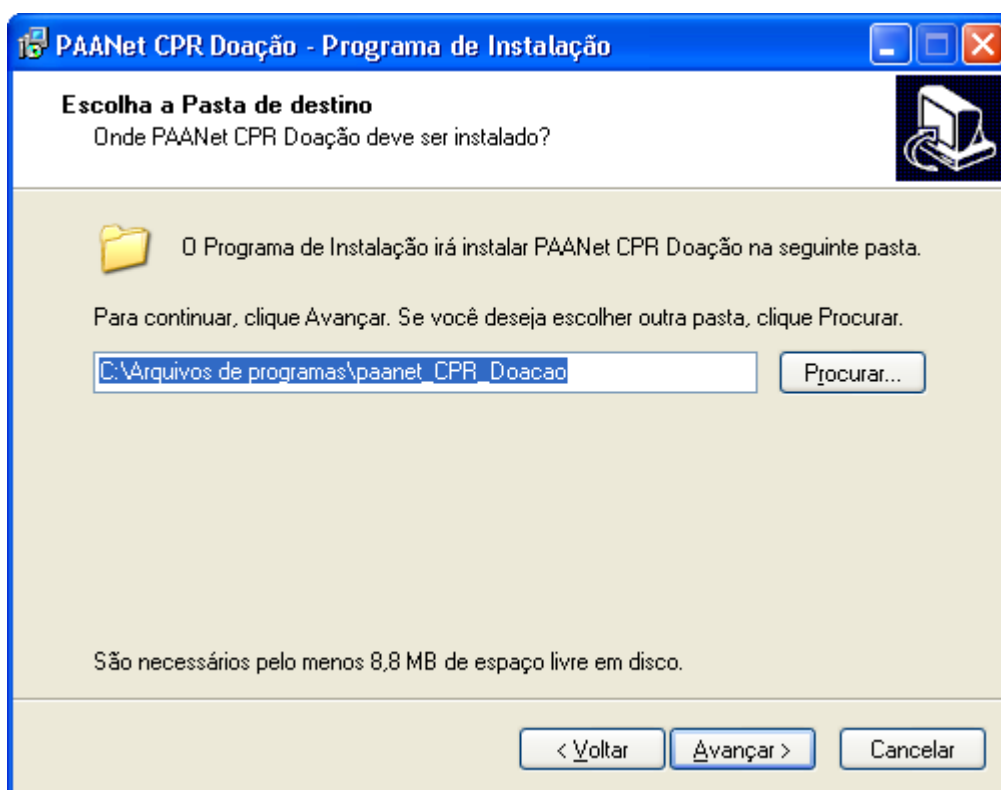 PAANet CPR Doação - Programa de Instalação
Escolha a Pasta de destino
Onde PAANet CPR Doação deve ser instalado?
O Programa de Instalação irá instalar PAANet CPR Doação na seguinte pasta.
Para continuar, clique Avançar. Se você deseja escolher outra pasta, clique Procurar.
C:\Arquivos de programas\paanet_CPR_Doacao
Procurar...
São necessários pelo menos 8,8 MB de espaço livre em disco.
< Voltar Avançar > Cancelar